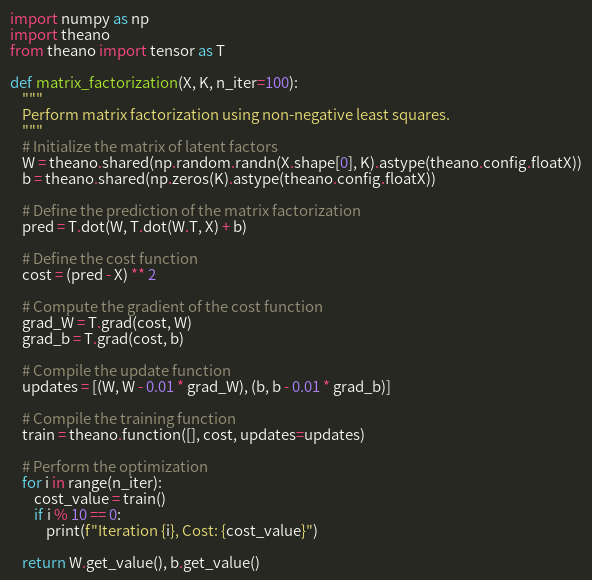 import numpy as np
import theano
from theano import tensor as T

def matrix_factorization(X, K, n_iter=100):
    """
    Perform matrix factorization using non-negative least squares.
    """
    # Initialize the matrix of latent factors
    W = theano.shared(np.random.randn(X.shape[0], K).astype(theano.config.floatX))
    b = theano.shared(np.zeros(K).astype(theano.config.floatX))

    # Define the prediction of the matrix factorization
    pred = T.dot(W, T.dot(W.T, X) + b)

    # Define the cost function
    cost = (pred - X) ** 2

    # Compute the gradient of the cost function
    grad_W = T.grad(cost, W)
    grad_b = T.grad(cost, b)

    # Compile the update function
    updates = [(W, W - 0.01 * grad_W), (b, b - 0.01 * grad_b)]

    # Compile the training function
    train = theano.function([], cost, updates=updates)

    # Perform the optimization
    for i in range(n_iter):
        cost_value = train()
        if i % 10 == 0:
            print(f"Iteration {i}, Cost: {cost_value}")

    return W.get_value(), b.get_value()